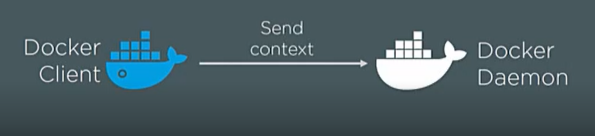 Docker
Client
Send
context
Docker
Daemon